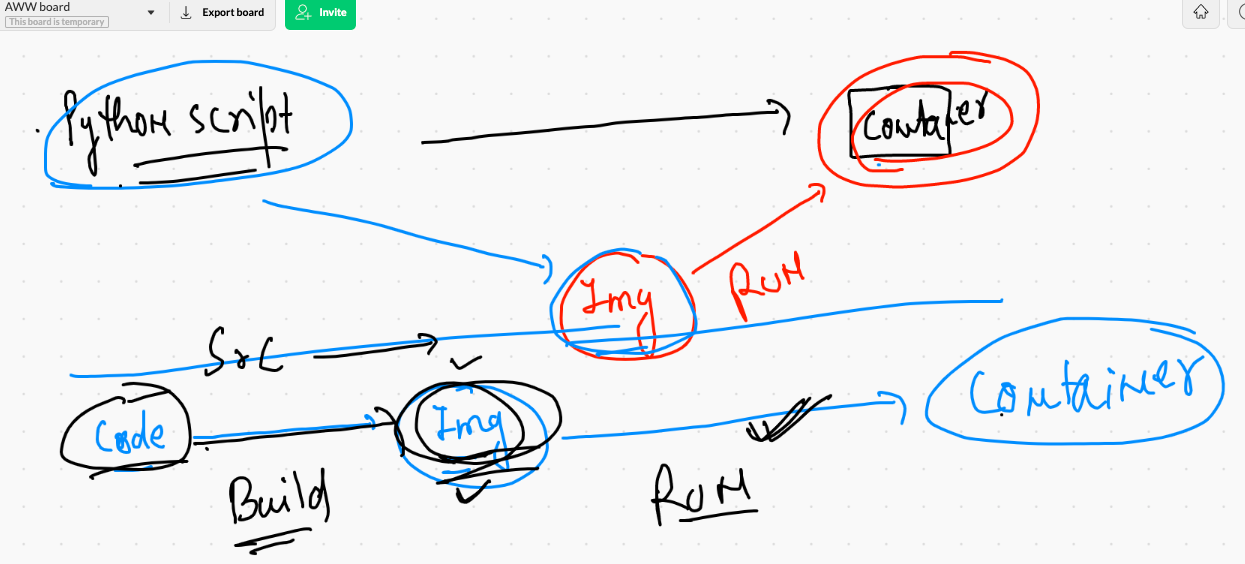 AWW board
This board is temporary
Export board
Invite
Python script
Container
Img
RUN
Src
Code
Img
Container
Build
RUN